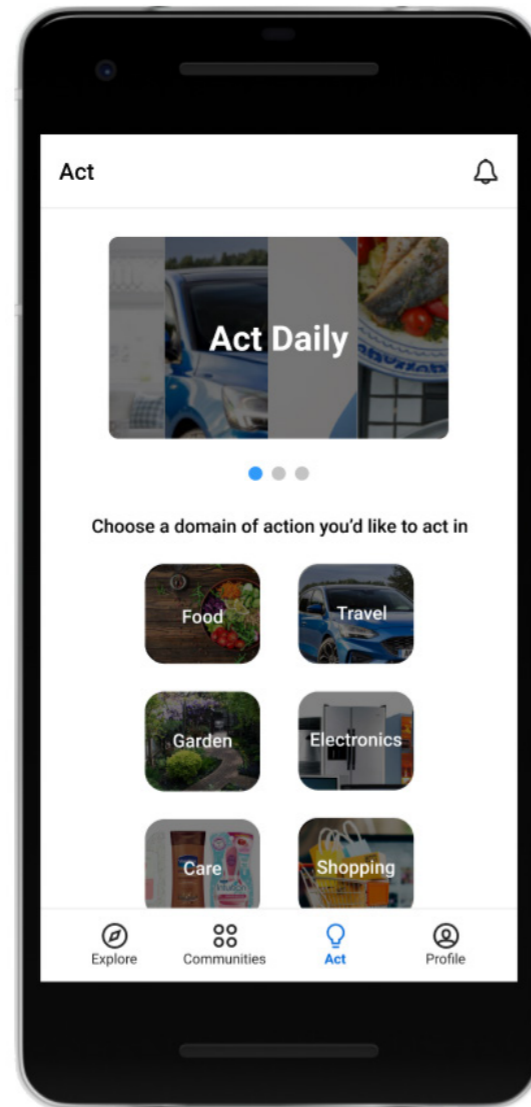 Act
Act Daily
Choose a domain of action you'd like to act in
Food
Travel
Garden
Electronics
Care
Shopping
Explore
Communities
Act
Profile